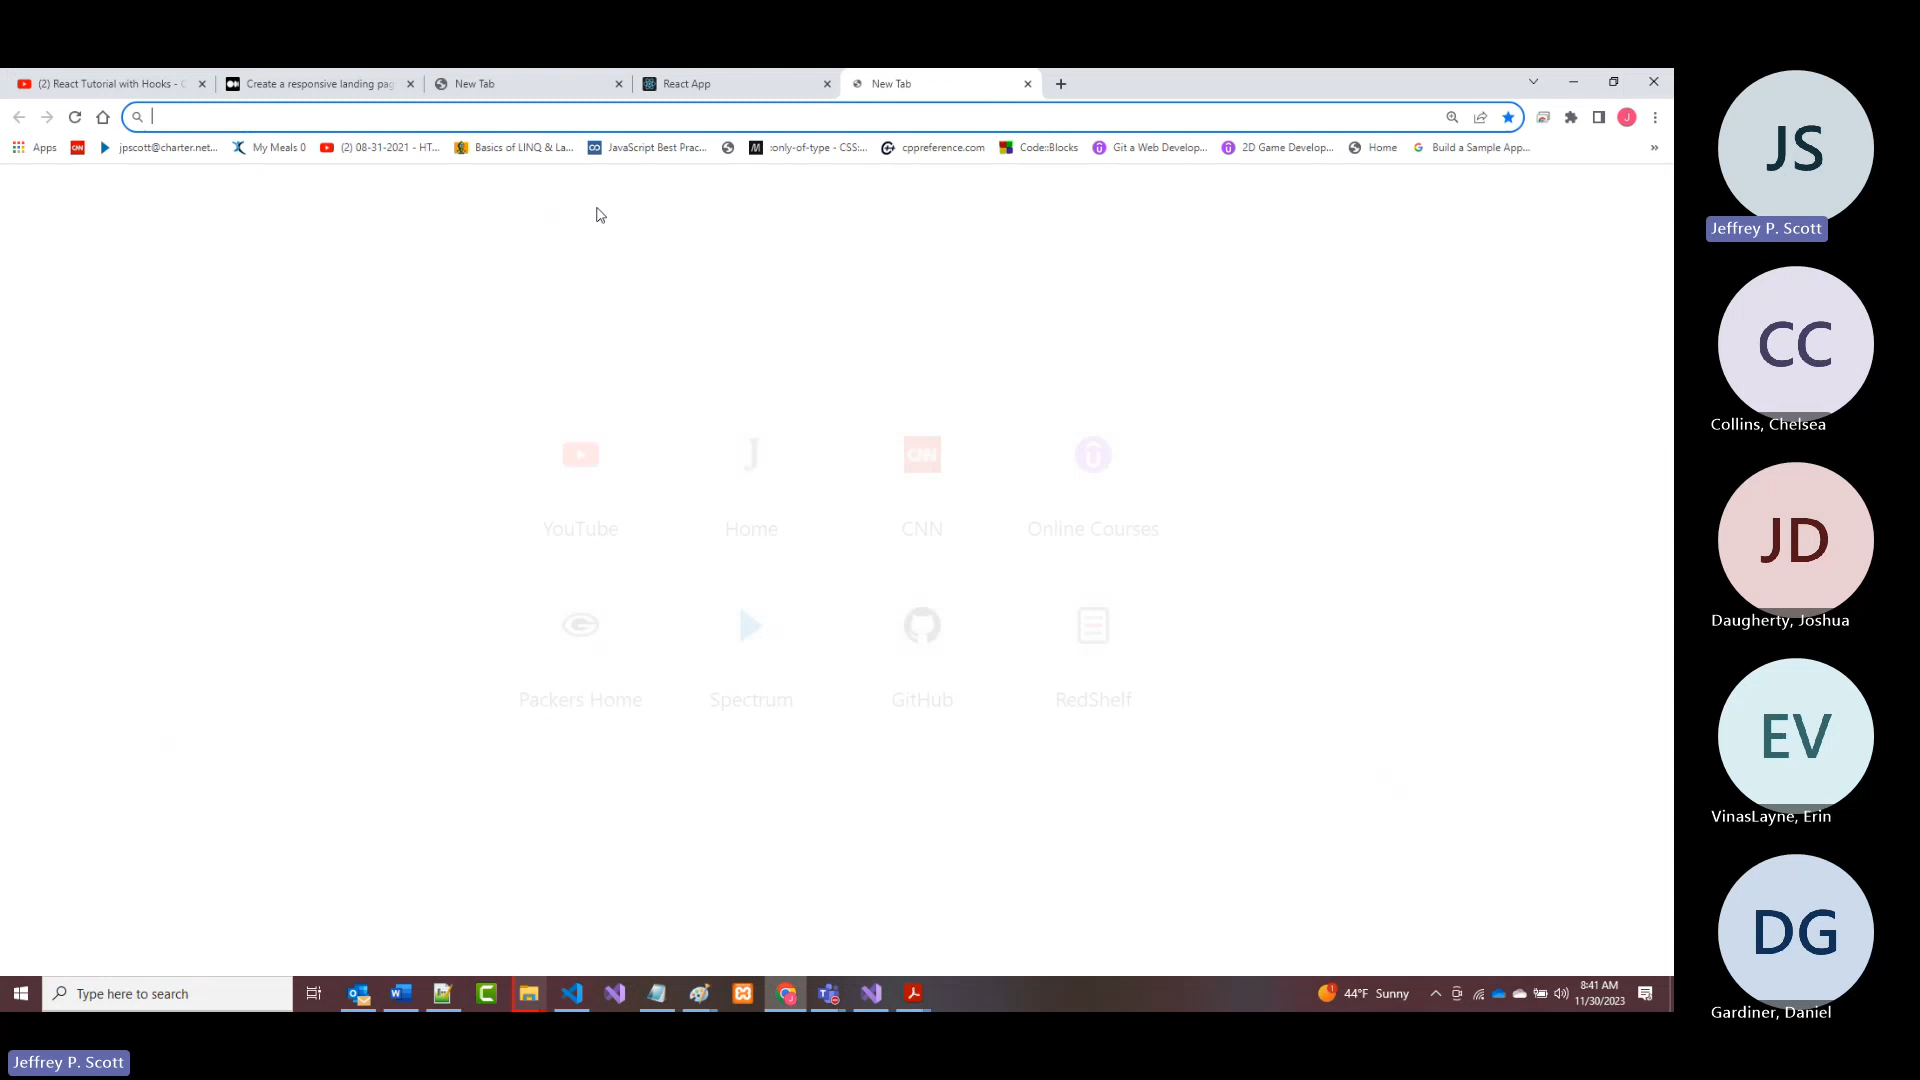 (2) React Tutorial with Hooks - C
Create a responsive landing pag
New Tab
React App
New Tab
J
Apps
CNN
jpscott@charter.net...
My Meals 0
(2) 08-31-2021 - HT...
Basics of LINQ & La...
JavaScript Best Prac...
:only-of-type - CSS:...
cppreference.com
Code::Blocks
Git a Web Develop...
2D Game Develop...
Home
Build a Sample App...
»
J
CNN
YouTube
Home
CNN
Online Courses
G
Packers Home
Spectrum
GitHub
RedShelf
Type here to search
44°F Sunny
8:41 AM
11/30/2023
JS
Jeffrey P. Scott
CC
Collins, Chelsea
JD
Daugherty, Joshua
EV
VinasLayne, Erin
DG
Gardiner, Daniel
Jeffrey P. Scott